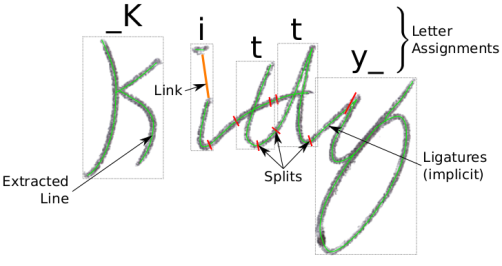 _K i t t y_
Letter
Assignments
Link
Kitty
Extracted
Line
Splits
Ligatures
(implicit)